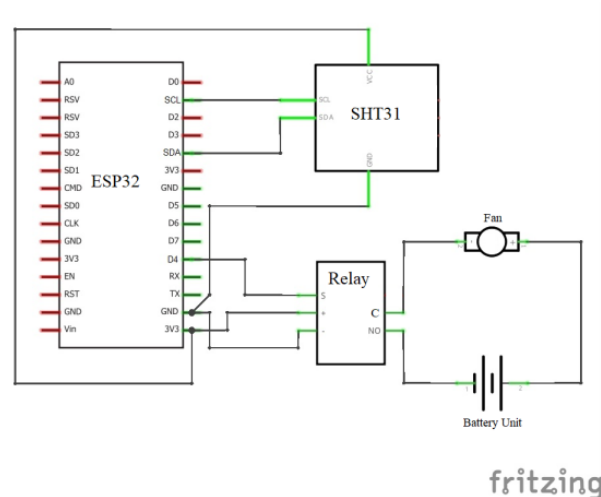 VCC
A0
RSV
RSV
SD3
SD2
SD1
CMD
SD0
CLK
GND
3V3
EN
RST
GND
Vin
ESP32
D0
SCL
D2
D3
SDA
3V3
GND
D5
D6
D7
D4
RX
TX
GND
3V3
SCL
SDA
SHT31
GND
Fan
-
+
Relay
S
+
-
C
NO
1
2
Battery Unit
fritzing